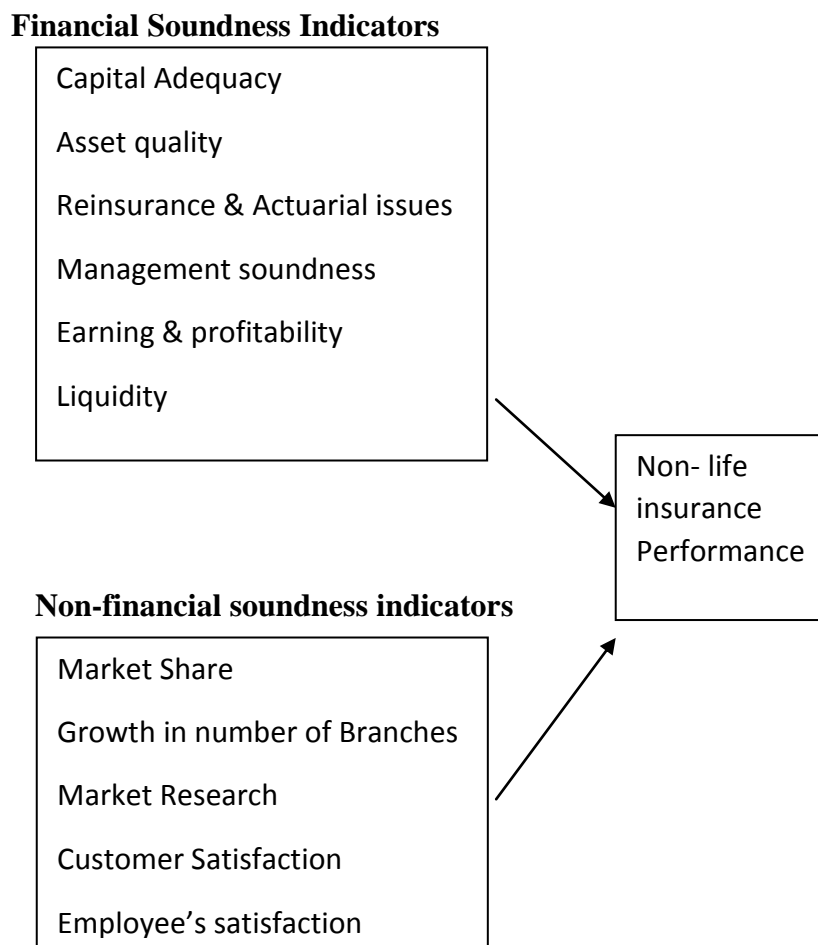 Financial Soundness Indicators
Capital Adequacy
Asset quality
Reinsurance & Actuarial issues
Management soundness
Earning & profitability
Liquidity
Non- life
insurance
Performance
Non-financial soundness indicators
Market Share
Growth in number of Branches
Market Research
Customer Satisfaction
Employee’s satisfaction